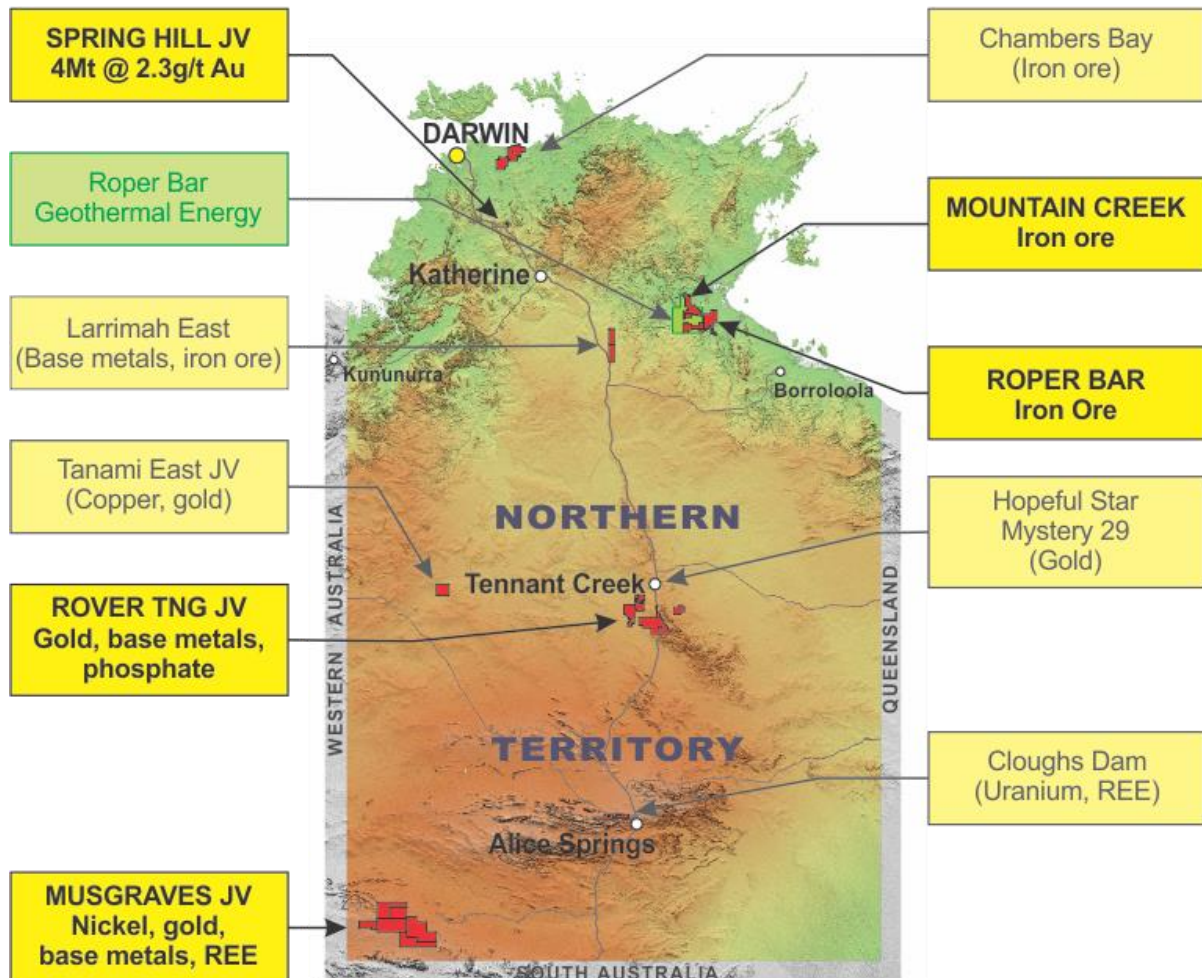 SPRING HILL JV
4Mt @ 2.3g/t Au
Chambers Bay
(Iron ore)
DARWIN
Roper Bar
Geothermal Energy
MOUNTAIN CREEK
Iron ore
Katherine
Larrimah East
(Base metals, iron ore)
Kununurra
Borroloola
ROPER BAR
Iron Ore
Tanami East JV
(Copper, gold)
NORTHERN
Hopeful Star
Mystery 29
(Gold)
WESTERN AUSTRALIA
QUEENSLAND
Tennant Creek
ROVER TNG JV
Gold, base metals,
phosphate
TERRITORY
Cloughs Dam
(Uranium, REE)
Alice Springs
MUSGRAVES JV
Nickel, gold,
base metals, REE
SOUTH AUSTRALIA